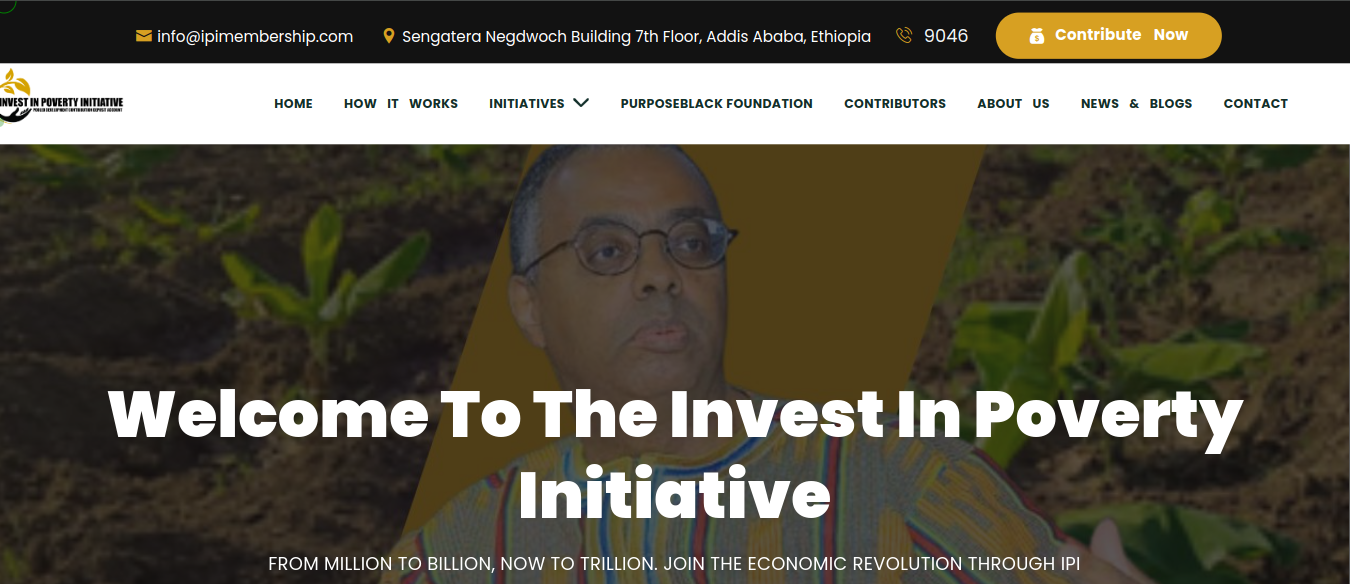 info@ipimembership.com
Sengatera Negdwoch Building 7th Floor, Addis Ababa, Ethiopia
9046
Contribute Now
INVEST IN POVERTY INITIATIVE
HOME
HOW IT WORKS
INITIATIVES
PURPOSEBLACK FOUNDATION
CONTRIBUTORS
ABOUT US
NEWS & BLOGS
CONTACT
Welcome To The Invest In Poverty
Initiative
FROM MILLION TO BILLION, NOW TO TRILLION. JOIN THE ECONOMIC REVOLUTION THROUGH IPI